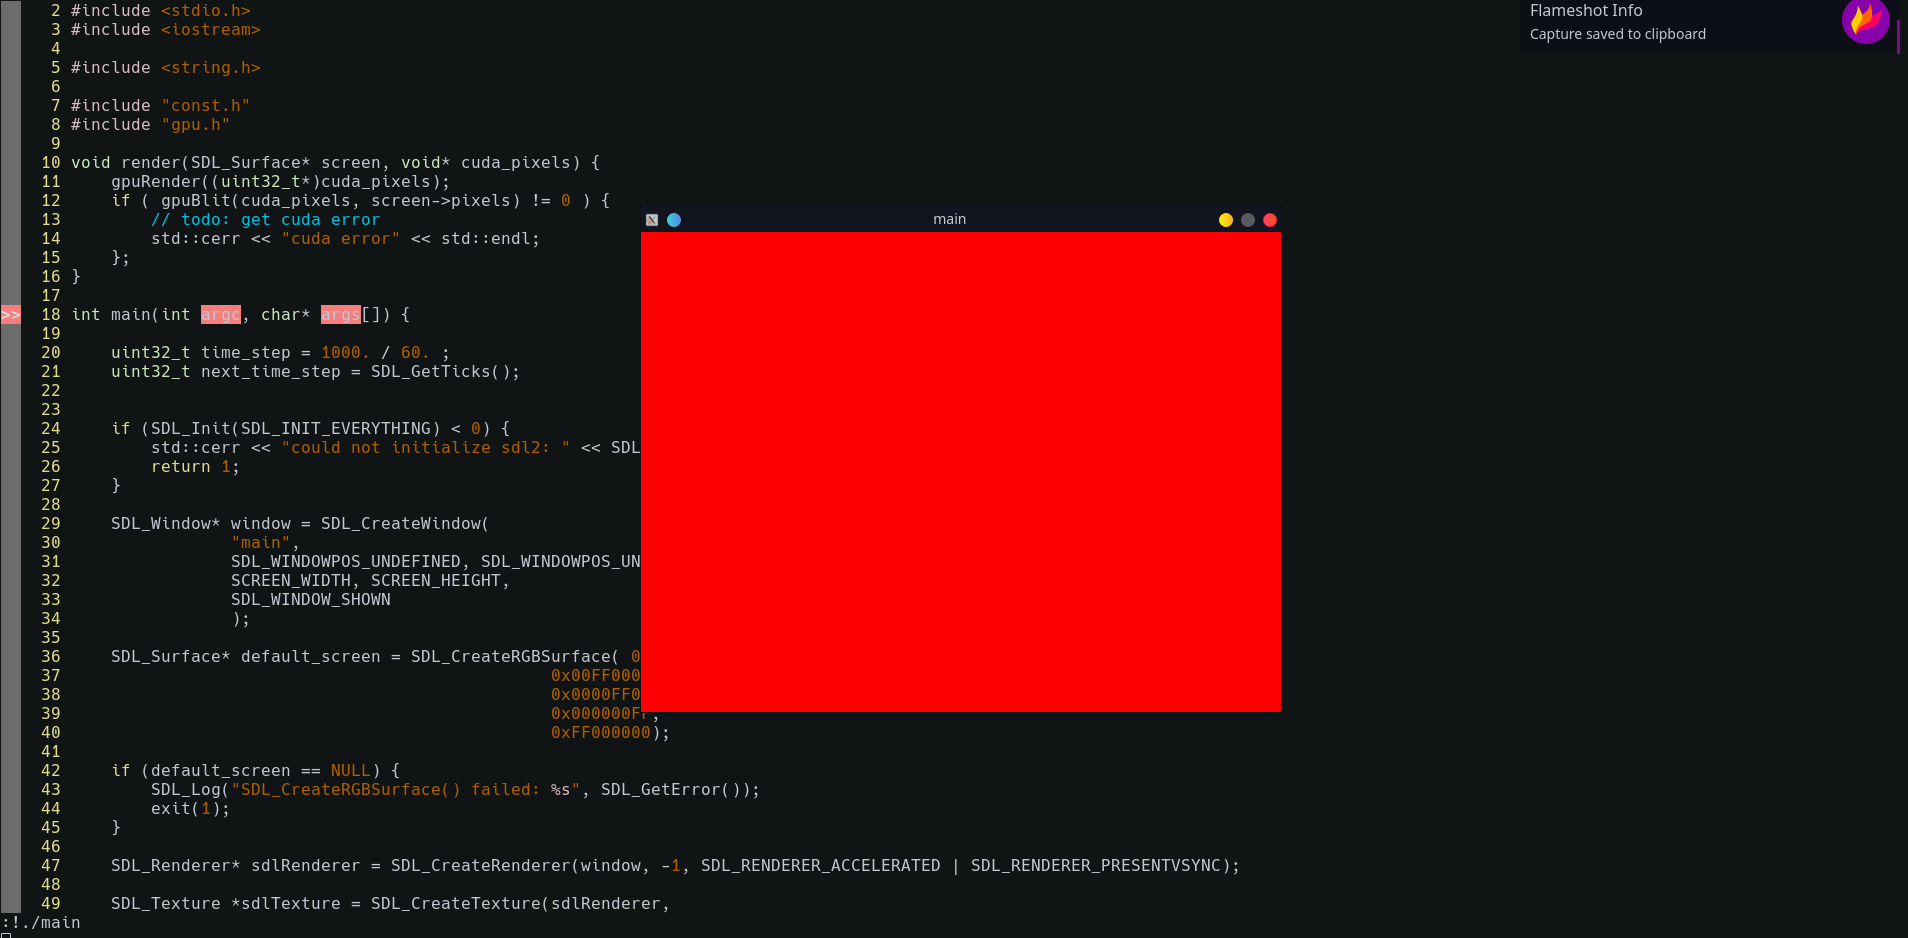 2 #include <stdio.h>
3 #include <iostream>
4
5 #include <string.h>
6
7 #include "const.h"
8 #include "gpu.h"
9
10 void render(SDL_Surface* screen, void* cuda_pixels) {
11     gpuRender((uint32_t*)cuda_pixels);
12     if ( gpuBlit(cuda_pixels, screen->pixels) != 0 ) {
13         // todo: get cuda error
14         std::cerr << "cuda error" << std::endl;
15     };
16 }
17
>> 18 int main(int argc, char* args[]) {
19
20     uint32_t time_step = 1000. / 60. ;
21     uint32_t next_time_step = SDL_GetTicks();
22
23
24     if (SDL_Init(SDL_INIT_EVERYTHING) < 0) {
25         std::cerr << "could not initialize sdl2: " << SDL
26         return 1;
27     }
28
29     SDL_Window* window = SDL_CreateWindow(
30                 "main",
31                 SDL_WINDOWPOS_UNDEFINED, SDL_WINDOWPOS_UN
32                 SCREEN_WIDTH, SCREEN_HEIGHT,
33                 SDL_WINDOW_SHOWN
34                 );
35
36     SDL_Surface* default_screen = SDL_CreateRGBSurface( 0
37                                                 0x00FF000
38                                                 0x0000FF0
39                                                 0x000000FF,
40                                                 0xFF000000);
41
42     if (default_screen == NULL) {
43         SDL_Log("SDL_CreateRGBSurface() failed: %s", SDL_GetError());
44         exit(1);
45     }
46
47     SDL_Renderer* sdlRenderer = SDL_CreateRenderer(window, -1, SDL_RENDERER_ACCELERATED | SDL_RENDERER_PRESENTVSYNC);
48
49     SDL_Texture *sdlTexture = SDL_CreateTexture(sdlRenderer,
:!./main
main
Flameshot Info
Capture saved to clipboard